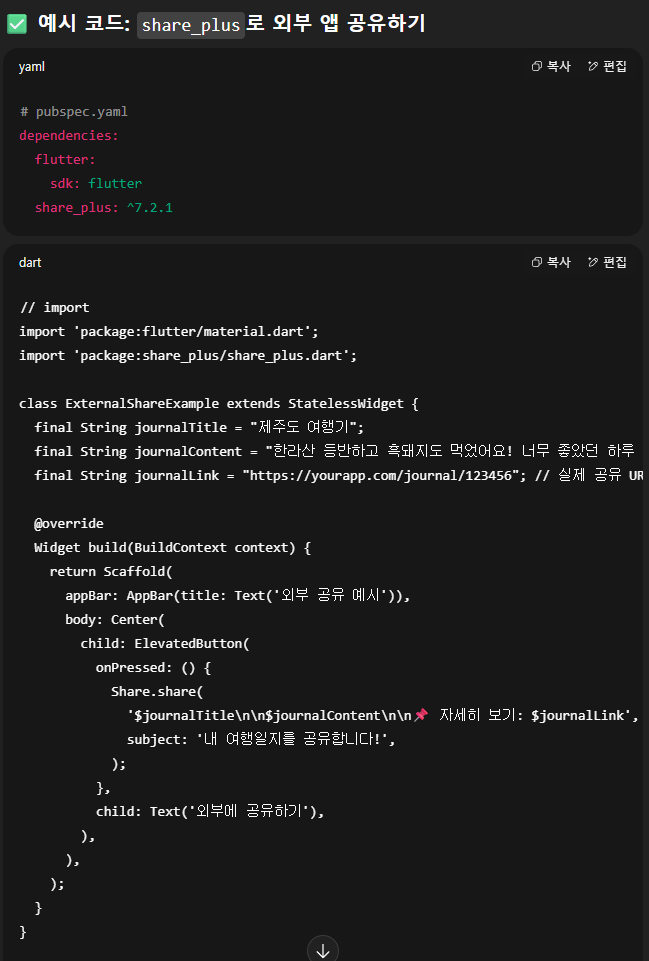 ✅ 예시 코드: share_plus로 외부 앱 공유하기
yaml 복사 편집
# pubspec.yaml
dependencies:
  flutter:
    sdk: flutter
  share_plus: ^7.2.1
dart 복사 편집
// import
import 'package:flutter/material.dart';
import 'package:share_plus/share_plus.dart';

class ExternalShareExample extends StatelessWidget {
  final String journalTitle = "제주도 여행기";
  final String journalContent = "한라산 등반하고 흑돼지도 먹었어요! 너무 좋았던 하루
  final String journalLink = "https://yourapp.com/journal/123456"; // 실제 공유 UR

  @override
  Widget build(BuildContext context) {
    return Scaffold(
      appBar: AppBar(title: Text('외부 공유 예시')),
      body: Center(
        child: ElevatedButton(
          onPressed: () {
            Share.share(
              '$journalTitle\n\n$journalContent\n\n📌 자세히 보기: $journalLink',
              subject: '내 여행일지를 공유합니다!',
            );
          },
          child: Text('외부에 공유하기'),
        ),
      ),
    );
  }
}